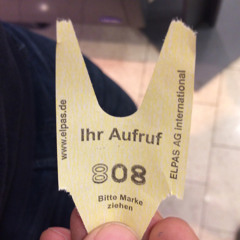 www.elpas.de
Ihr Aufruf
808
Bitte Marke
ziehen
ELPAS AG international